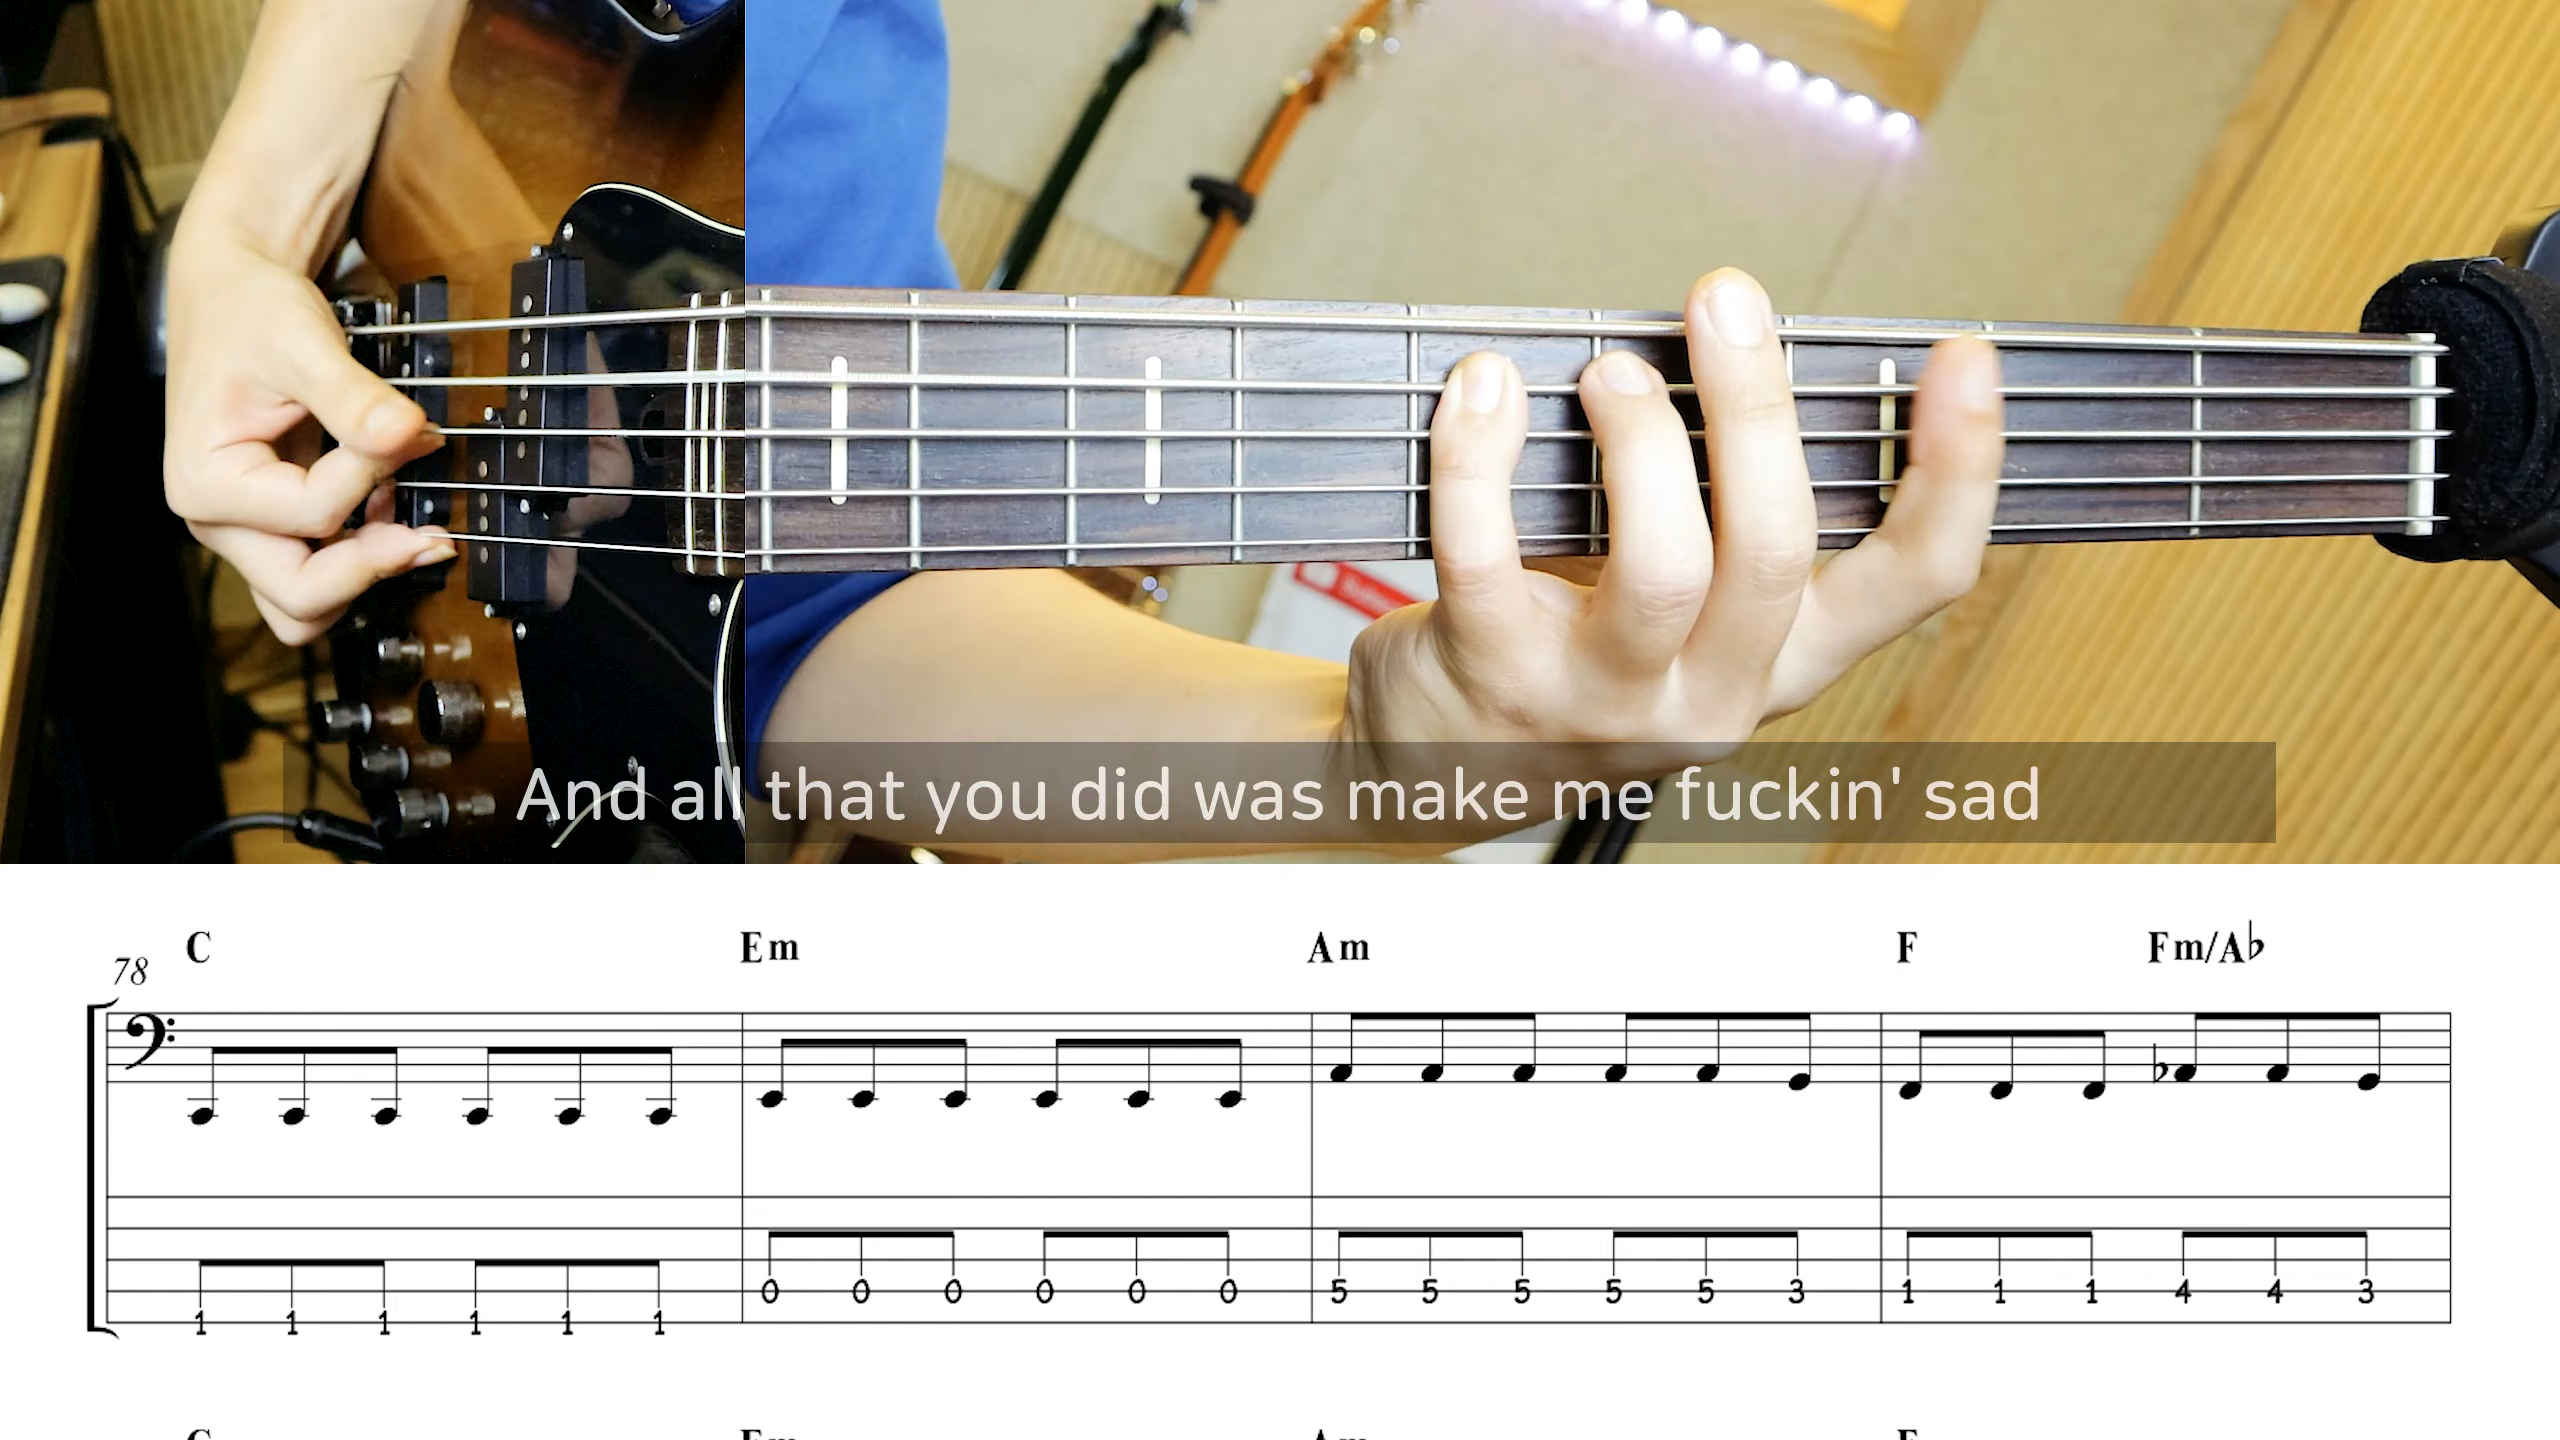 And all that you did was make me fuckin' sad
C Em Am F Fm/A♭
78
0 0 0 0 0 0 5 5 5 5 5 3 1 1 1 4 4 3
1 1 1 1 1 1